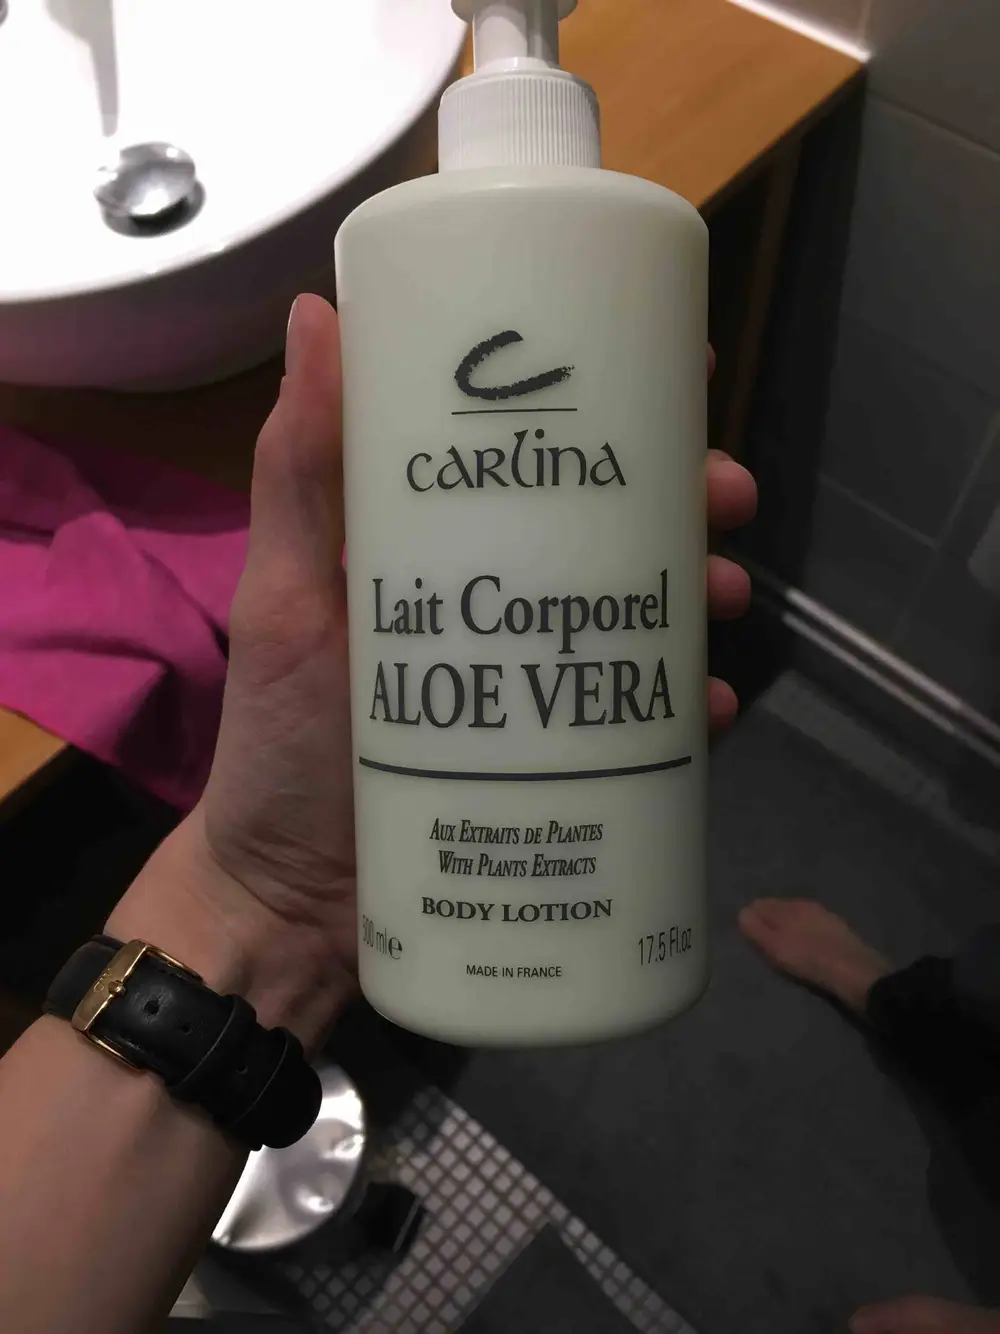 C
carlina
Lait Corporel
ALOE VERA
AUX EXTRAITS DE PLANTES
WITH PLANTS EXTRACTS
BODY LOTION
500 ml e
17.5 Fl.oz
MADE IN FRANCE